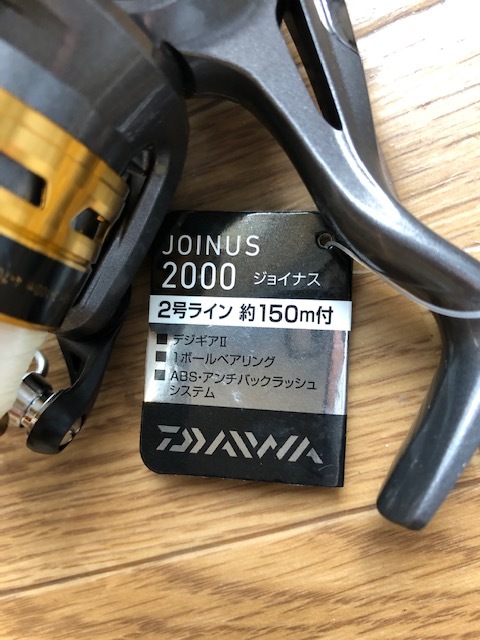 JOINUS
2000 ジョイナス
2号ライン 約150m付
■ デジギアII
■ 1ボールベアリング
■ ABS・アンチバックラッシュ
システム
DAIWA